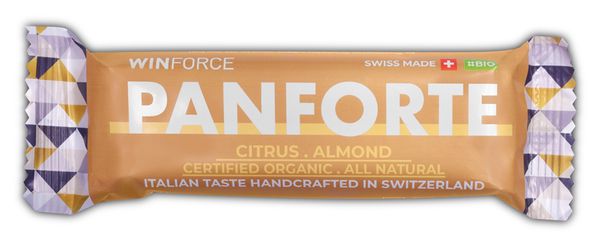 WINFORCE
SWISS MADE
BIO
PANFORTE
CITRUS . ALMOND
CERTIFIED ORGANIC . ALL NATURAL
ITALIAN TASTE HANDCRAFTED IN SWITZERLAND